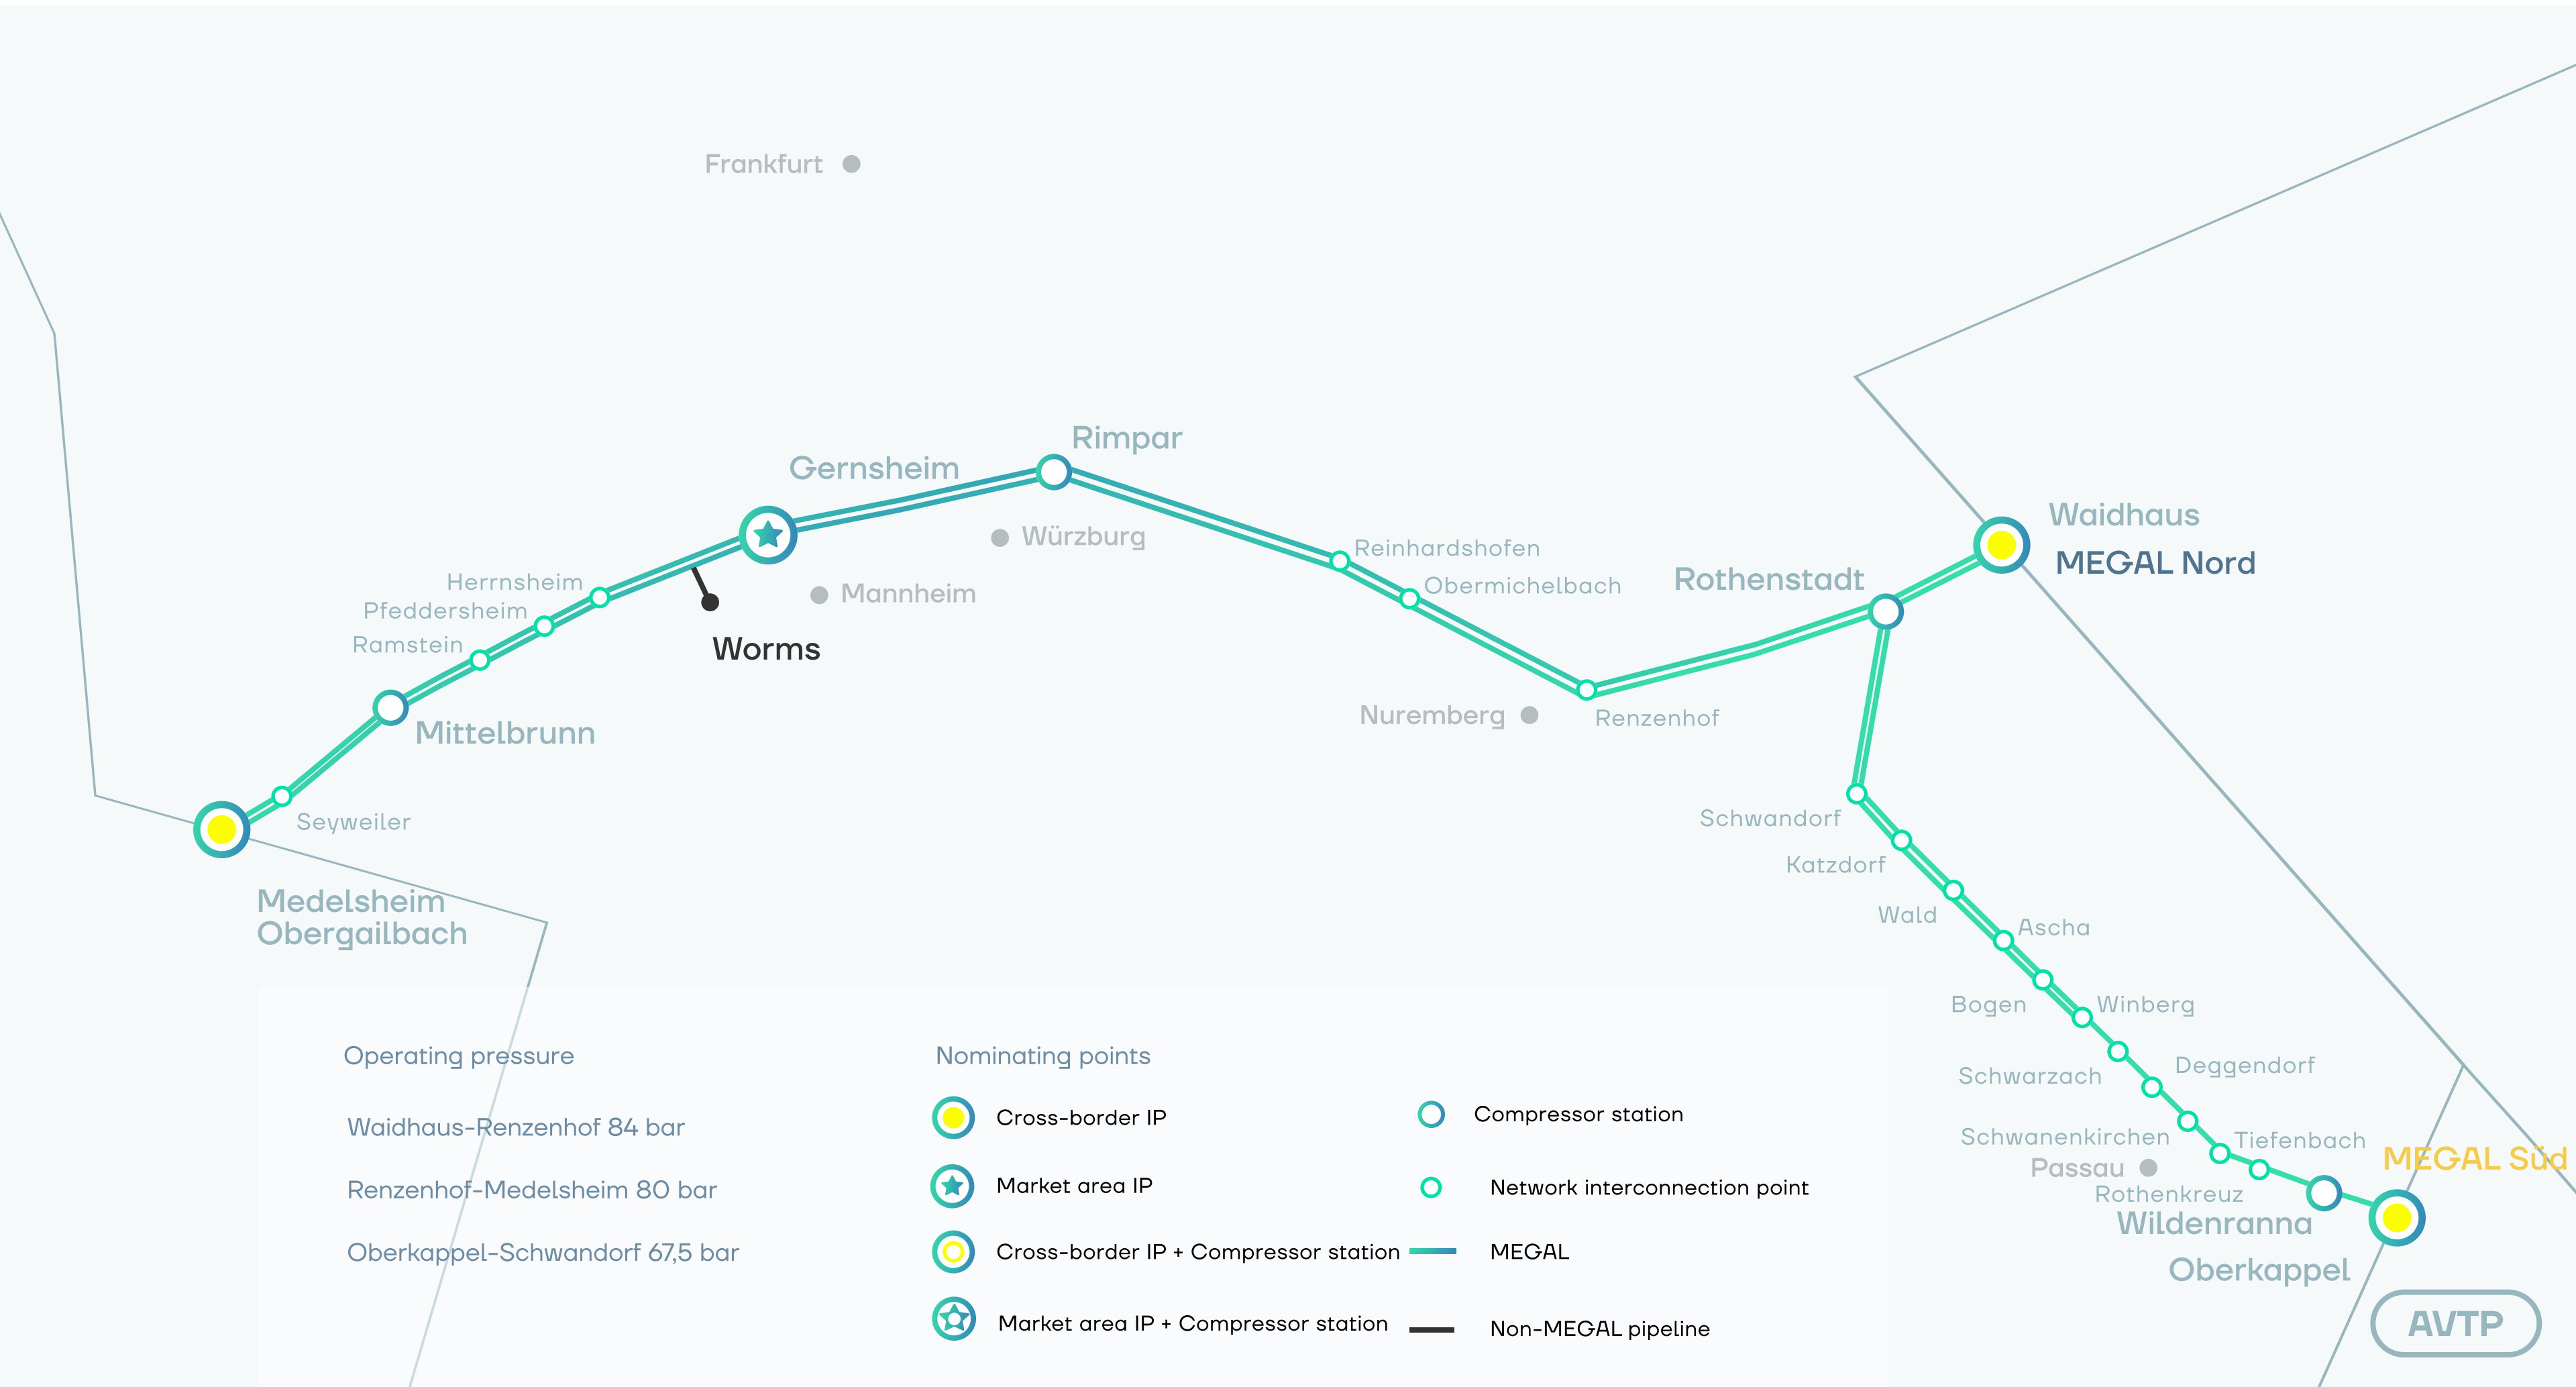 Frankfurt
Rimpar
Gernsheim
Waidhaus
Würzburg
Reinhardshofen
MEGAL Nord
Herrnsheim
Rothenstadt
Obermichelbach
Mannheim
Pfeddersheim
Ramstein
Worms
Nuremberg
Renzenhof
Mittelbrunn
Schwandorf
Seyweiler
Katzdorf
Medelsheim
Obergailbach
Wald
Ascha
Bogen
Winberg
Deggendorf
Schwarzach
Schwanenkirchen
Tiefenbach
MEGAL Süd
Passau
Rothenkreuz
Wildenranna
Oberkappel
AVTP
Operating pressure
Waidhaus-Renzenhof 84 bar
Renzenhof-Medelsheim 80 bar
Oberkappel-Schwandorf 67,5 bar
Nominating points
Cross-border IP
Market area IP
Cross-border IP + Compressor station
Market area IP + Compressor station
Compressor station
Network interconnection point
MEGAL
Non-MEGAL pipeline